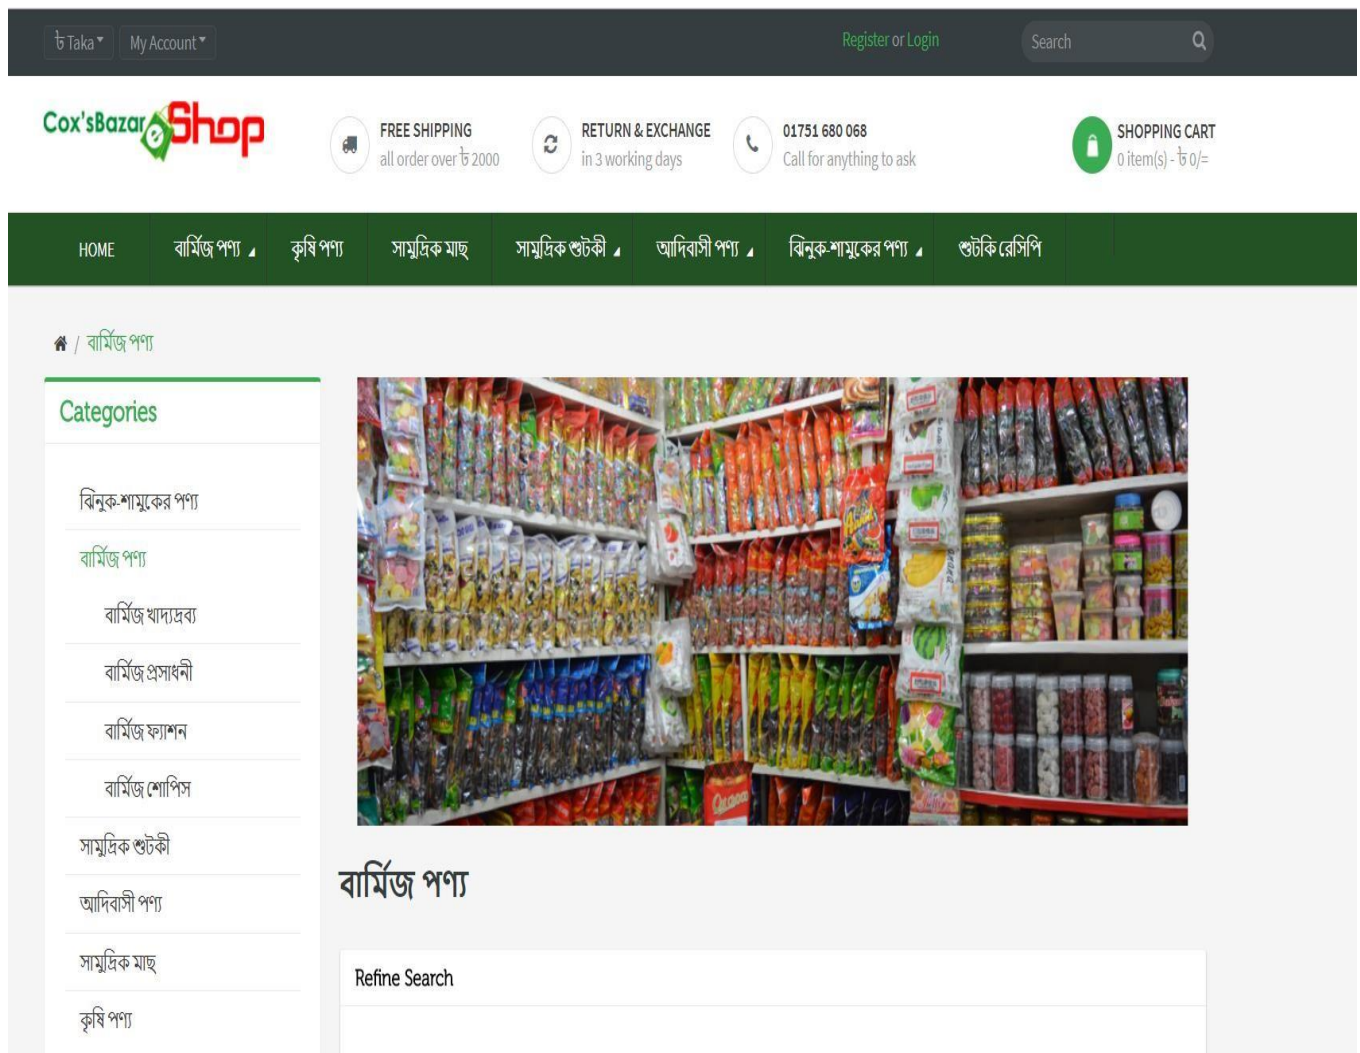 ৳ Taka My Account Register or Login Search
Cox'sBazar e Shop
FREE SHIPPING
all order over ৳ 2000
RETURN & EXCHANGE
in 3 working days
01751 680 068
Call for anything to ask
SHOPPING CART
0 item(s) - ৳ 0/=
HOME বার্মিজ পণ্য কৃষি পণ্য সামুদ্রিক মাছ সামুদ্রিক শুটকী আদিবাসী পণ্য ঝিনুক-শামুকের পণ্য শুটকি রেসিপি
/ বার্মিজ পণ্য
Categories
ঝিনুক-শামুকের পণ্য
বার্মিজ পণ্য
বার্মিজ খাদ্যদ্রব্য
বার্মিজ প্রসাধনী
বার্মিজ ফ্যাশন
বার্মিজ শোপিস
সামুদ্রিক শুটকী
আদিবাসী পণ্য
সামুদ্রিক মাছ
কৃষি পণ্য
বার্মিজ পণ্য
Refine Search